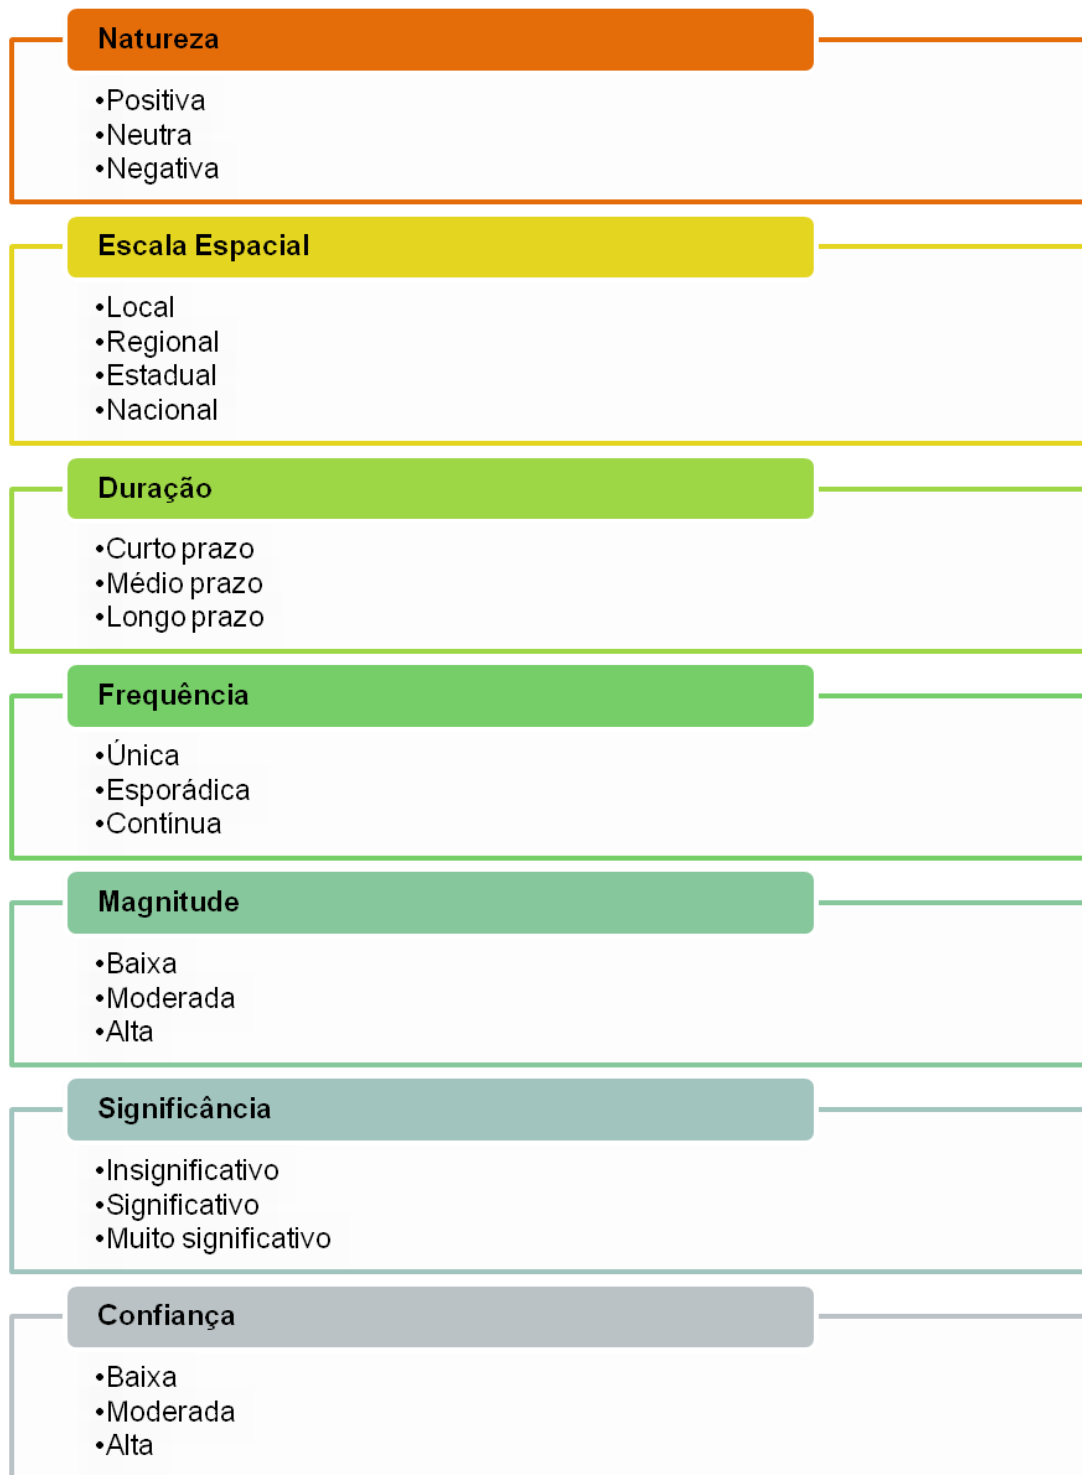 Natureza
•Positiva
•Neutra
•Negativa
Escala Espacial
•Local
•Regional
•Estadual
•Nacional
Duração
•Curto prazo
•Médio prazo
•Longo prazo
Frequência
•Única
•Esporádica
•Contínua
Magnitude
•Baixa
•Moderada
•Alta
Significância
•Insignificativo
•Significativo
•Muito significativo
Confiança
•Baixa
•Moderada
•Alta